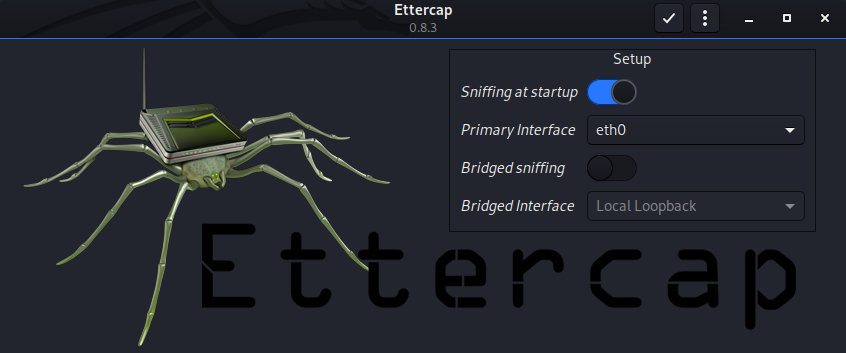 Ettercap
0.8.3
Setup
Sniffing at startup
Primary Interface eth0
Bridged sniffing
Bridged Interface Local Loopback
Ettercap